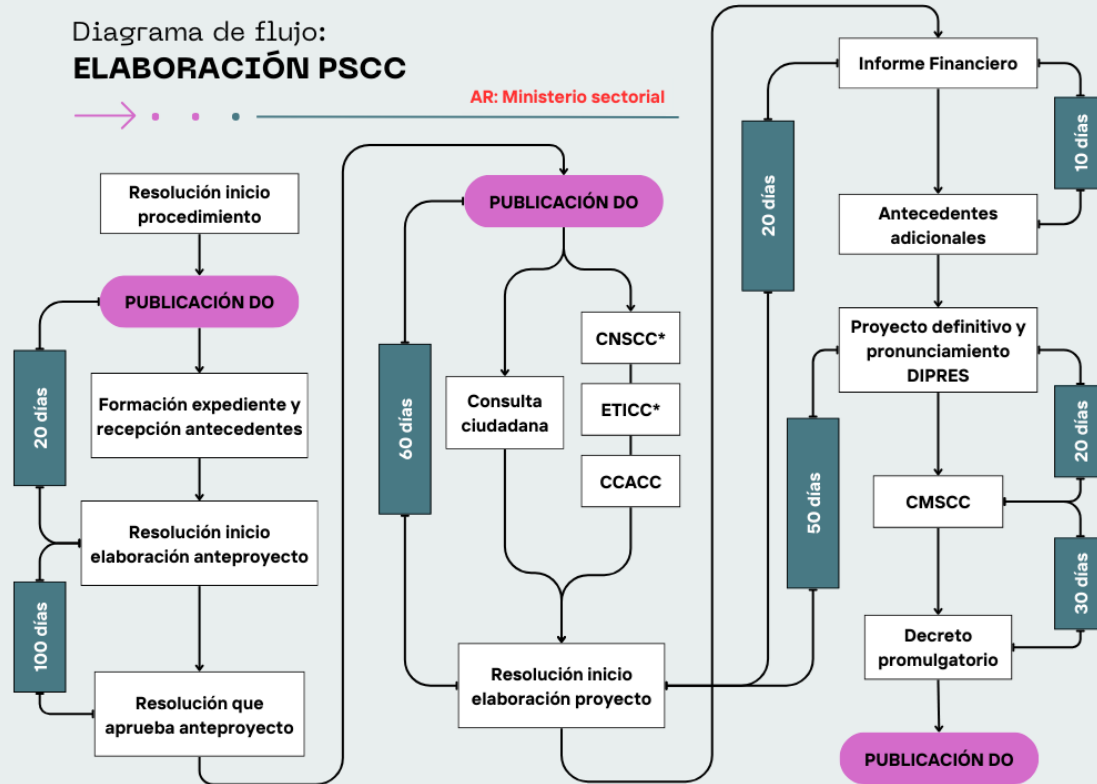 Diagrama de flujo:
ELABORACIÓN PSCC
AR: Ministerio sectorial
Resolución inicio
procedimiento
PUBLICACIÓN DO
20 días
Formación expediente y
recepción antecedentes
Resolución inicio
elaboración anteproyecto
100 días
Resolución que
aprueba anteproyecto
PUBLICACIÓN DO
60 días
Consulta
ciudadana
CNSCC*
ETICC*
CCACC
Resolución inicio
elaboración proyecto
20 días
50 días
Informe Financiero
10 días
Antecedentes
adicionales
Proyecto definitivo y
pronunciamiento
DIPRES
20 días
CMSCC
30 días
Decreto
promulgatorio
PUBLICACIÓN DO